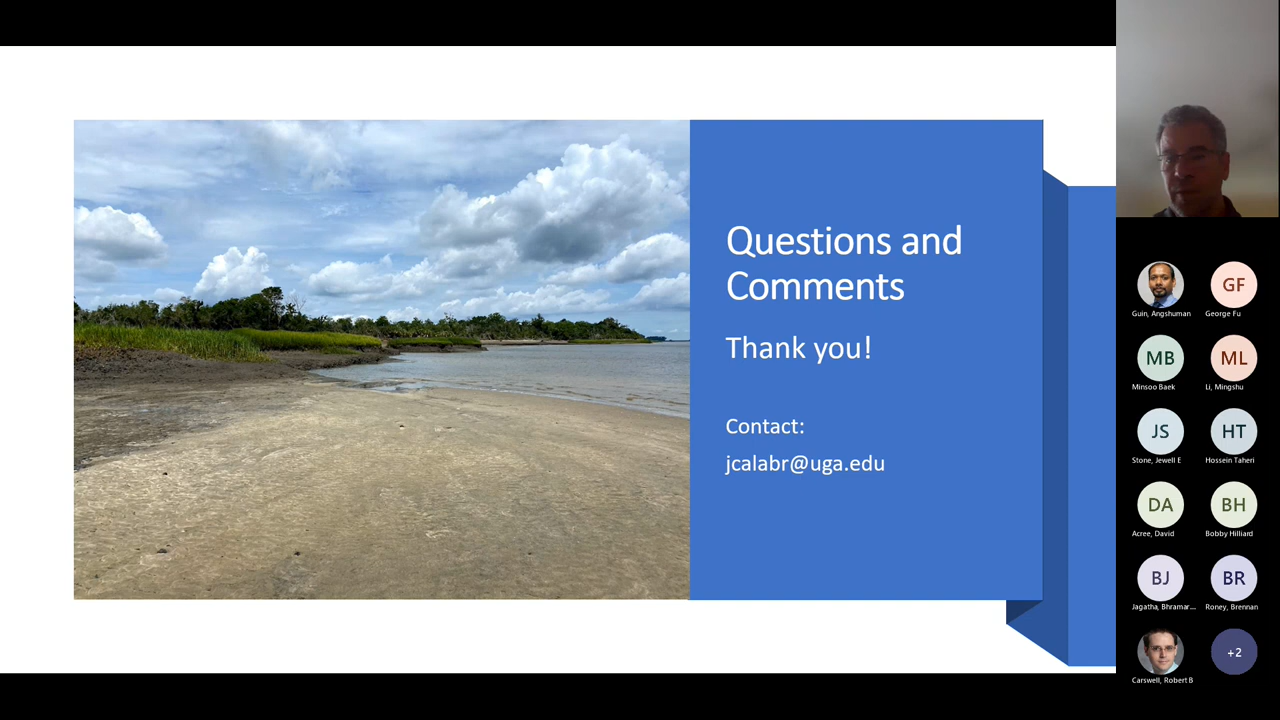 Questions and
Comments
Thank you!
Contact:
jcalabr@uga.edu
Guin, Angshuman
GF
George Fu
MB
Minsoo Baek
ML
Li, Mingshu
JS
Stone, Jewell E
HT
Hossein Taheri
DA
Acree, David
BH
Bobby Hilliard
BJ
Jagatha, Bhramar...
BR
Roney, Brennan
Carswell, Robert B
+2